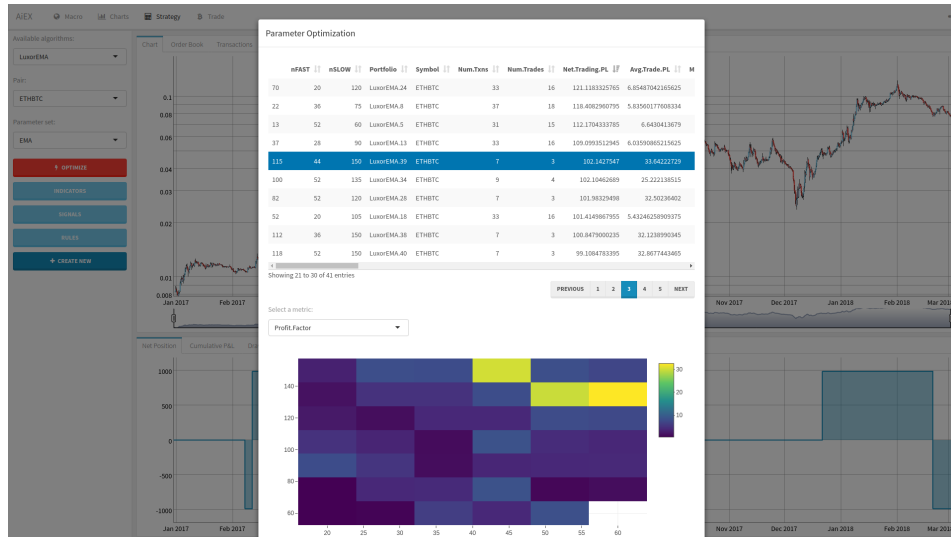 AIEX Macro Charts Strategy Trade
Available algorithms:
LuxorEMA
Pair:
ETHBTC
Parameter set:
EMA
OPTIMIZE
INDICATORS
SIGNALS
RULES
CREATE NEW
Chart Order Book Transactions
0.1
0.08
0.06
0.04
0.03
0.02
0.01
0.008
Jan 2017 Feb 2017 Nov 2017 Dec 2017 Jan 2018 Feb 2018 Mar 201
Net Position Cumulative P&L
1000
500
0
-500
-1000
Jan 2017 Feb 2017 Nov 2017 Dec 2017 Jan 2018 Feb 2018 Mar 201
Parameter Optimization
nFAST nSLOW Portfolio Symbol Num.Txns Num.Trades Net.Trading.PL Avg.Trade.PL M
70 20 120 LuxorEMA.24 ETHBTC 33 16 121.1183325765 6.85487042165625
22 36 75 LuxorEMA.8 ETHBTC 37 18 118.4082960795 5.83560177608334
13 52 60 LuxorEMA.5 ETHBTC 31 15 112.1704333785 6.6430413679
37 28 90 LuxorEMA.13 ETHBTC 33 16 109.0993512945 6.03590865215625
115 44 150 LuxorEMA.39 ETHBTC 7 3 102.1427547 33.64222729
100 52 135 LuxorEMA.34 ETHBTC 9 4 102.10462689 25.222138515
82 52 120 LuxorEMA.28 ETHBTC 7 3 101.98329498 32.50236402
52 20 105 LuxorEMA.18 ETHBTC 33 16 101.4149867955 5.43246258909375
112 36 150 LuxorEMA.38 ETHBTC 7 3 100.8479000235 32.1238990345
118 52 150 LuxorEMA.40 ETHBTC 7 3 99.1084783395 32.8677443465
Showing 21 to 30 of 41 entries
PREVIOUS 1 2 3 4 5 NEXT
Select a metric:
Profit.Factor
140
120
100
80
60
20 25 30 35 40 45 50 55 60
30
20
10